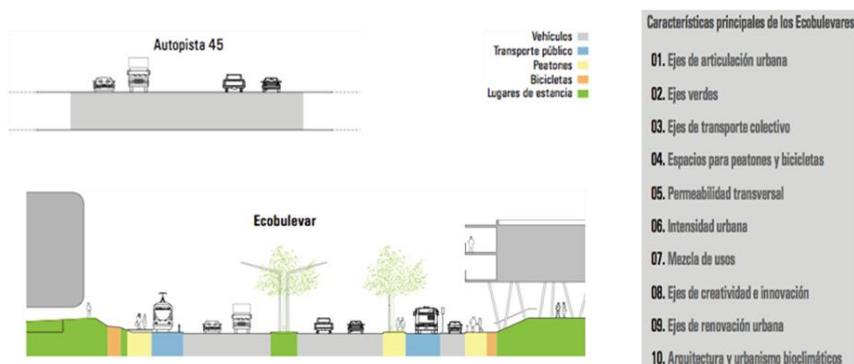 Autopista 45
Vehículos
Transporte público
Peatones
Bicicletas
Lugares de estancia
Ecobulevar
Características principales de los Ecobulevares
01. Ejes de articulación urbana
02. Ejes verdes
03. Ejes de transporte colectivo
04. Espacios para peatones y bicicletas
05. Permeabilidad transversal
06. Intensidad urbana
07. Mezcla de usos
08. Ejes de creatividad e innovación
09. Ejes de renovación urbana
10. Arquitectura y urbanismo bioclimáticos